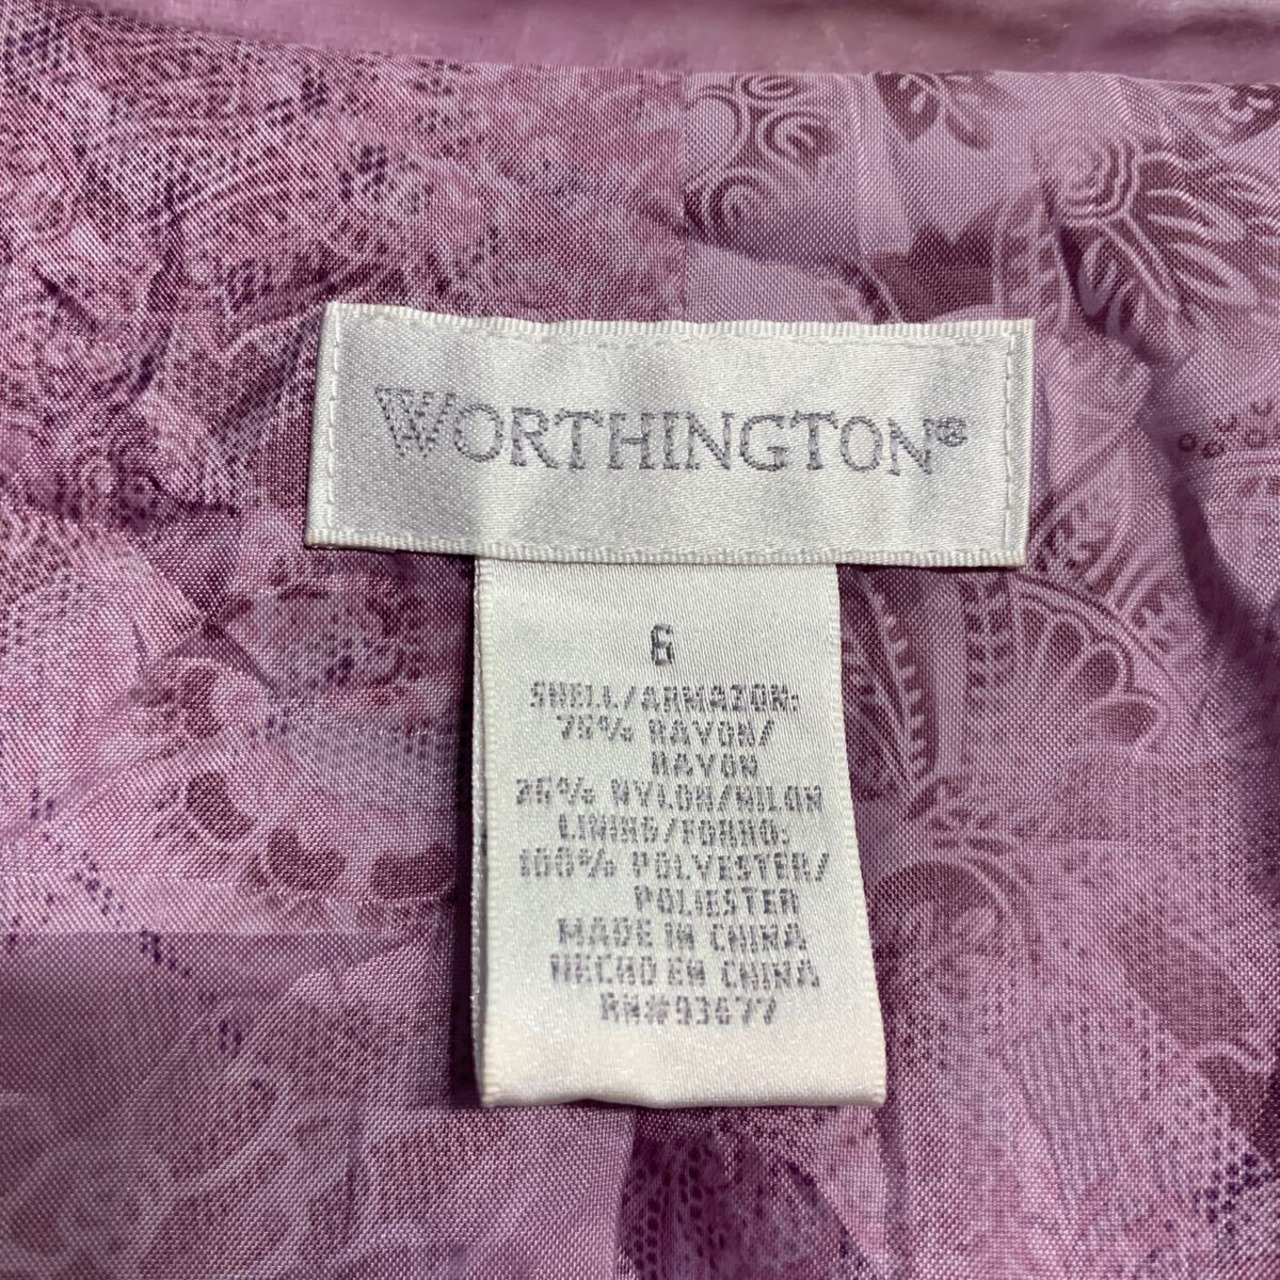 WORTHINGTON®
6
SHELL/ARMAZON:
75% RAYON/
RAYON
25% NYLON/NILON
LINING/FORRO:
100% POLYESTER/
POLIESTER
MADE IN CHINA
HECHO EN CHINA
RN#93677